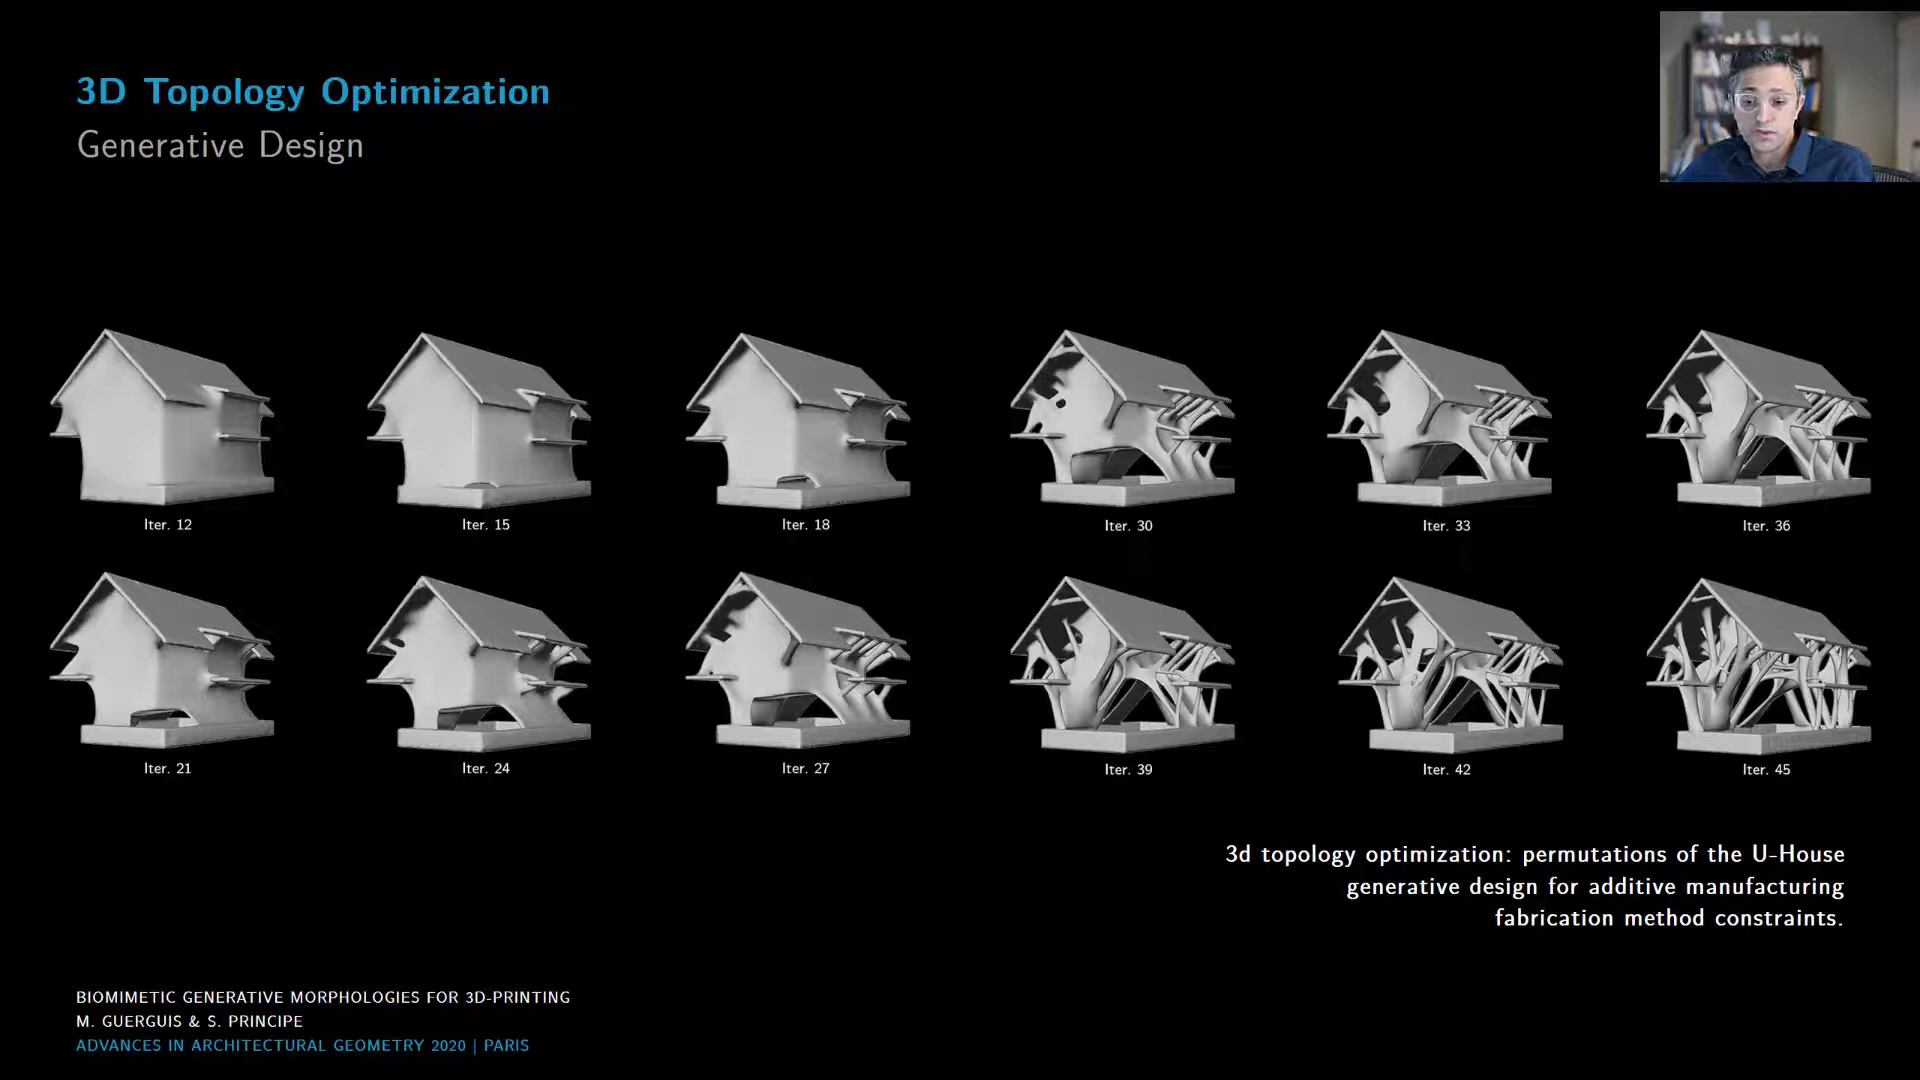 3D Topology Optimization
Generative Design
Iter. 12
Iter. 15
Iter. 18
Iter. 30
Iter. 33
Iter. 36
Iter. 21
Iter. 24
Iter. 27
Iter. 39
Iter. 42
Iter. 45
3d topology optimization: permutations of the U-House
generative design for additive manufacturing
fabrication method constraints.
BIOMIMETIC GENERATIVE MORPHOLOGIES FOR 3D-PRINTING
M. GUERGUIS & S. PRINCIPE
ADVANCES IN ARCHITECTURAL GEOMETRY 2020 | PARIS